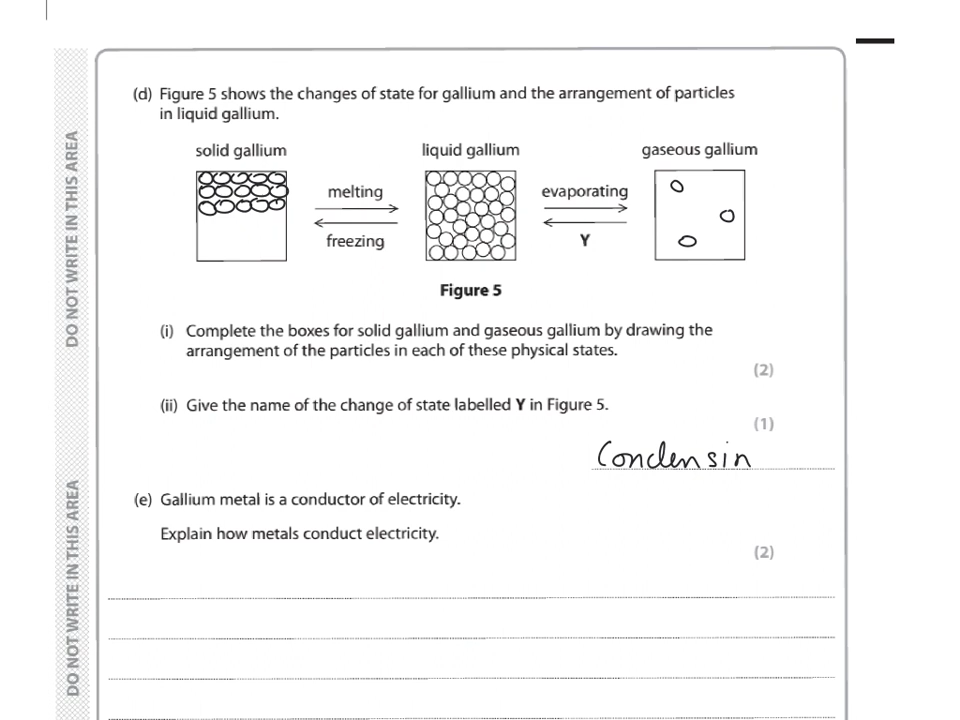 (d) Figure 5 shows the changes of state for gallium and the arrangement of particles
in liquid gallium.
solid gallium
liquid gallium
gaseous gallium
melting
evaporating
freezing
Y
Figure 5
(i) Complete the boxes for solid gallium and gaseous gallium by drawing the
arrangement of the particles in each of these physical states.
(2)
(ii) Give the name of the change of state labelled Y in Figure 5.
(1)
Condensin
(e) Gallium metal is a conductor of electricity.
Explain how metals conduct electricity.
(2)
DO NOT WRITE IN THIS AREA
DO NOT WRITE IN THIS AREA